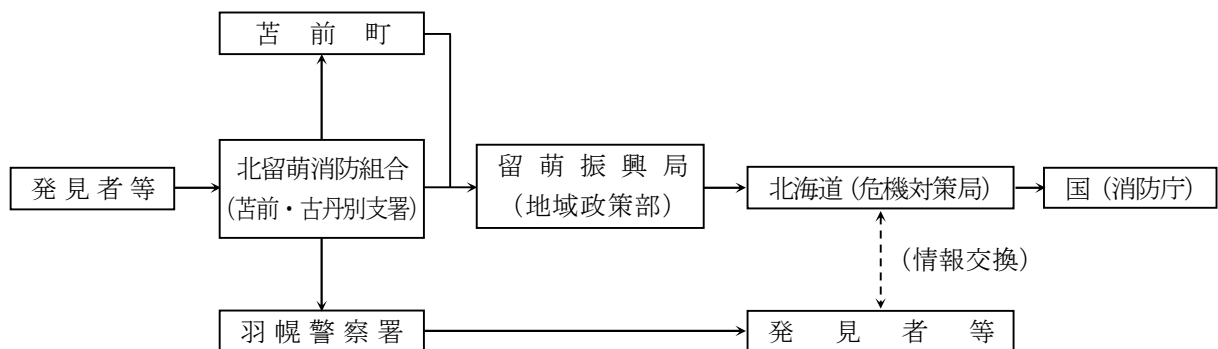 苫前町
発見者等
北留萌消防組合
(苫前・古丹別支署)
留萌振興局
(地域政策部)
北海道(危機対策局)
国(消防庁)
(情報交換)
羽幌警察署
発見者等